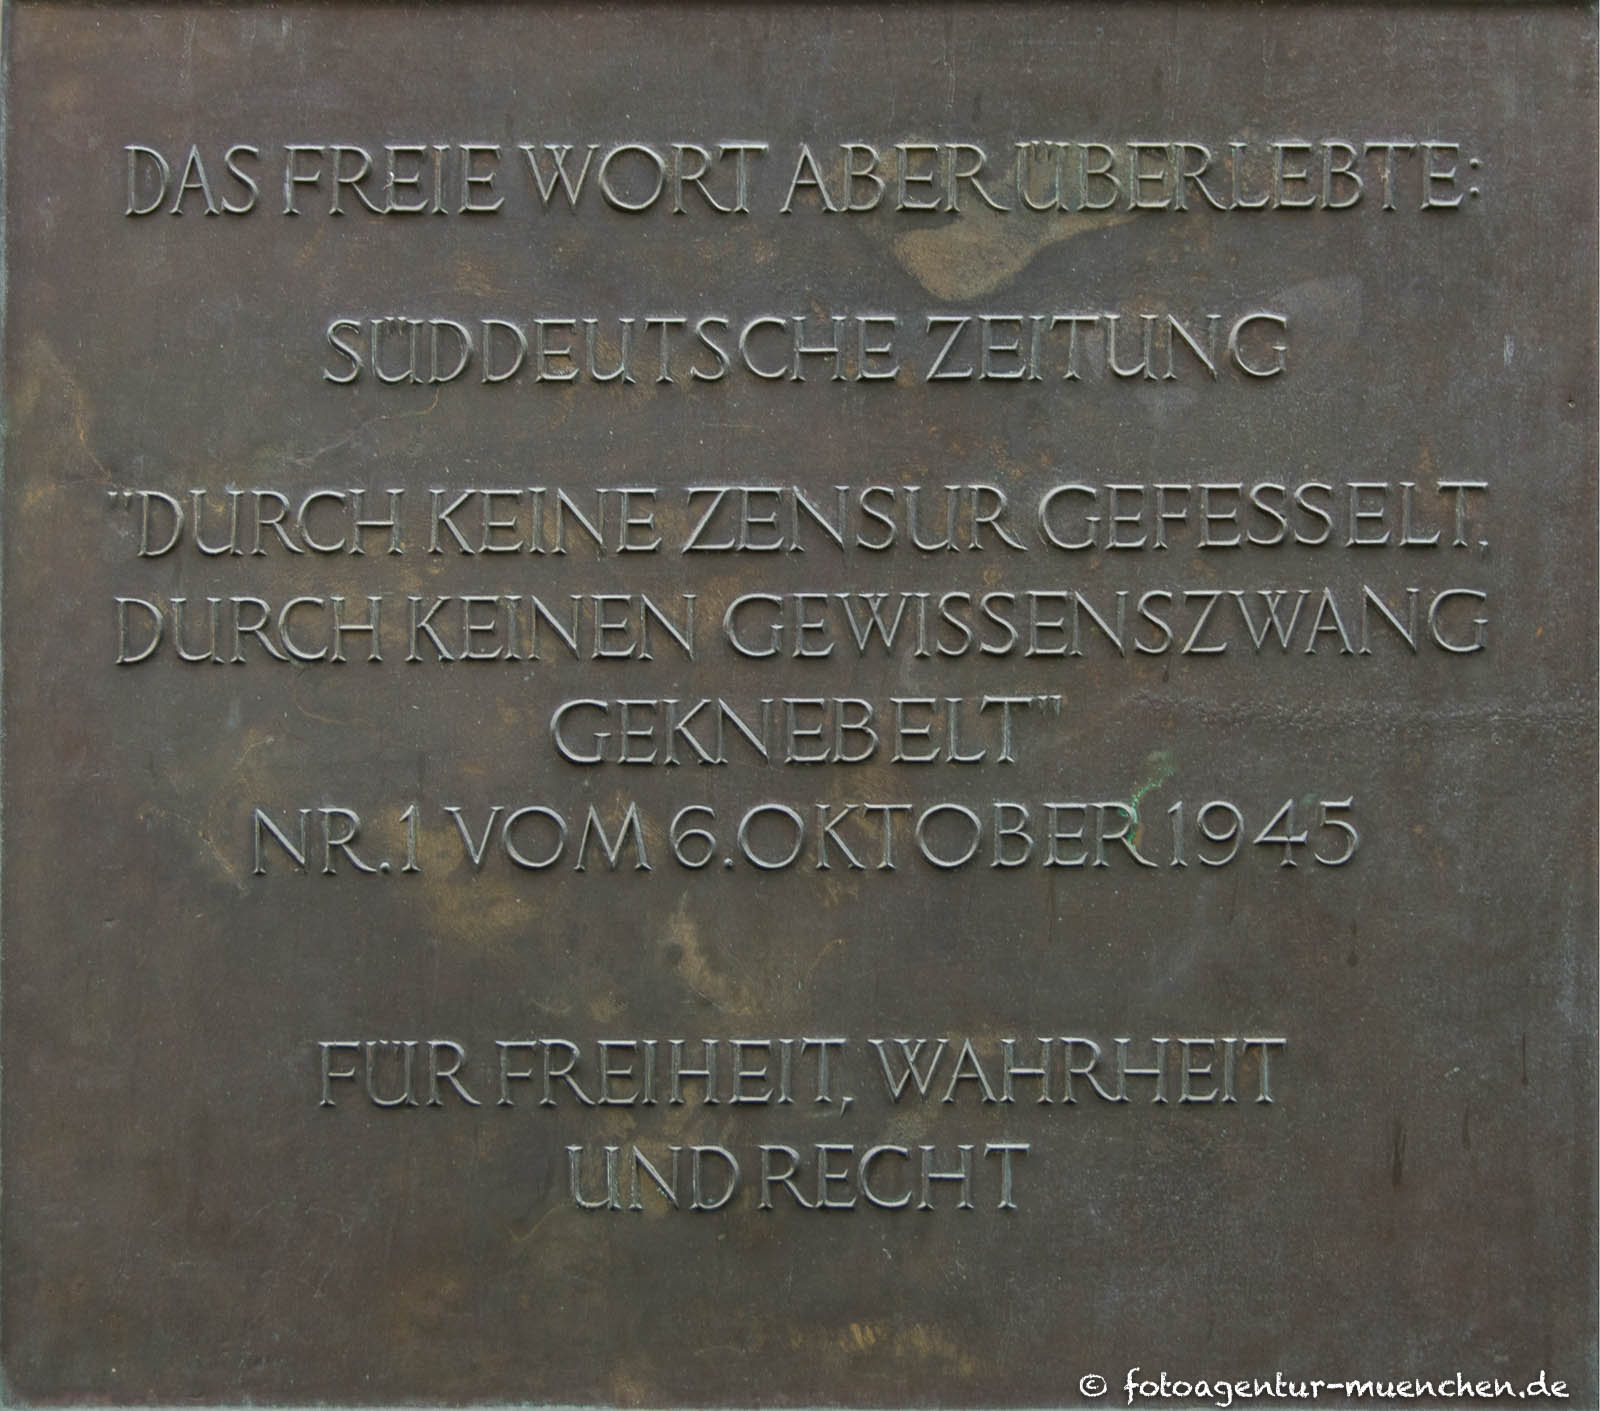 DAS FREIE WORT ABER ÜBERLEBTE:
SÜDDEUTSCHE ZEITUNG
"DURCH KEINE ZENSUR GEFESSELT,
DURCH KEINEN GEWISSENSZWANG
GEKNEBELT"
NR.1 VOM 6.OKTOBER 1945
FÜR FREIHEIT, WAHRHEIT
UND RECHT
© fotoagentur-muenchen.de